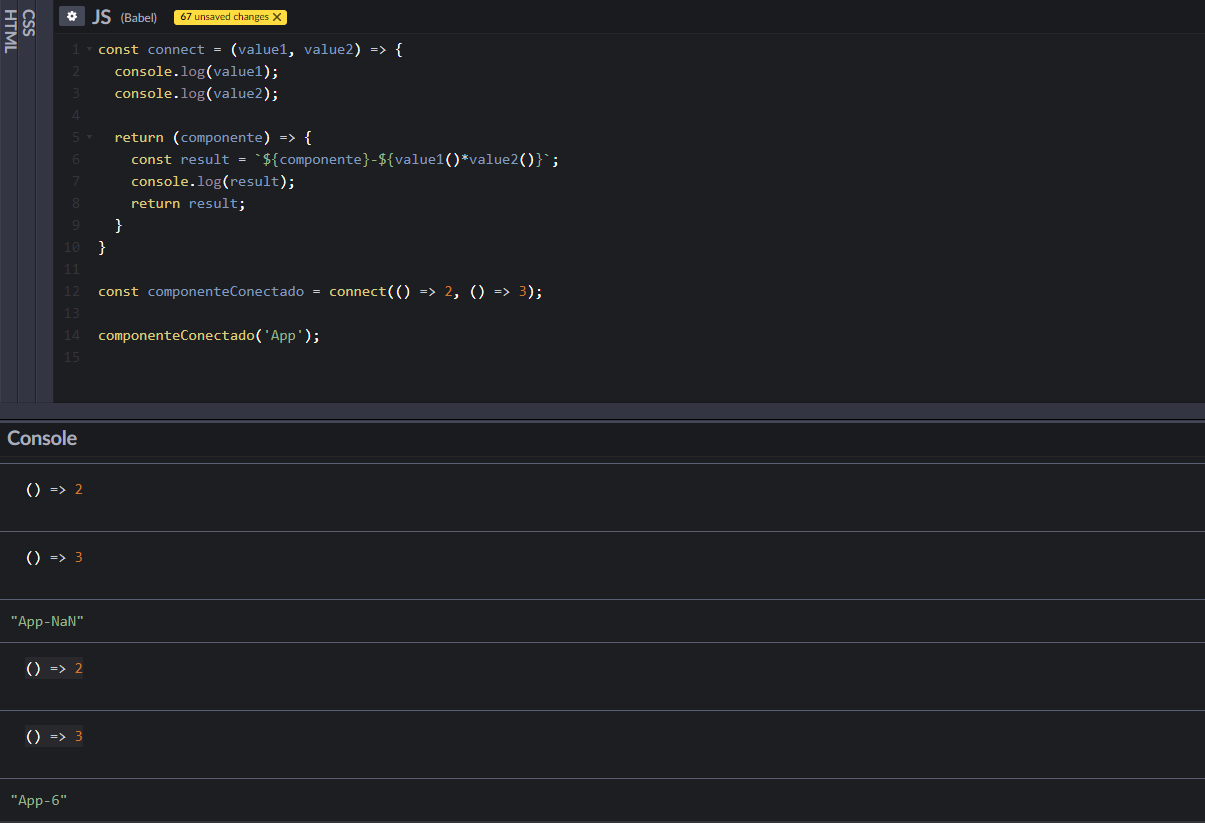 HTML
CSS
JS (Babel) 67 unsaved changes ✕
1 const connect = (value1, value2) => {
2   console.log(value1);
3   console.log(value2);
4
5   return (componente) => {
6     const result = `${componente}-${value1()*value2()}`;
7     console.log(result);
8     return result;
9   }
10 }
11
12 const componenteConectado = connect(() => 2, () => 3);
13
14 componenteConectado('App');
15
Console
() => 2
() => 3
"App-NaN"
() => 2
() => 3
"App-6"